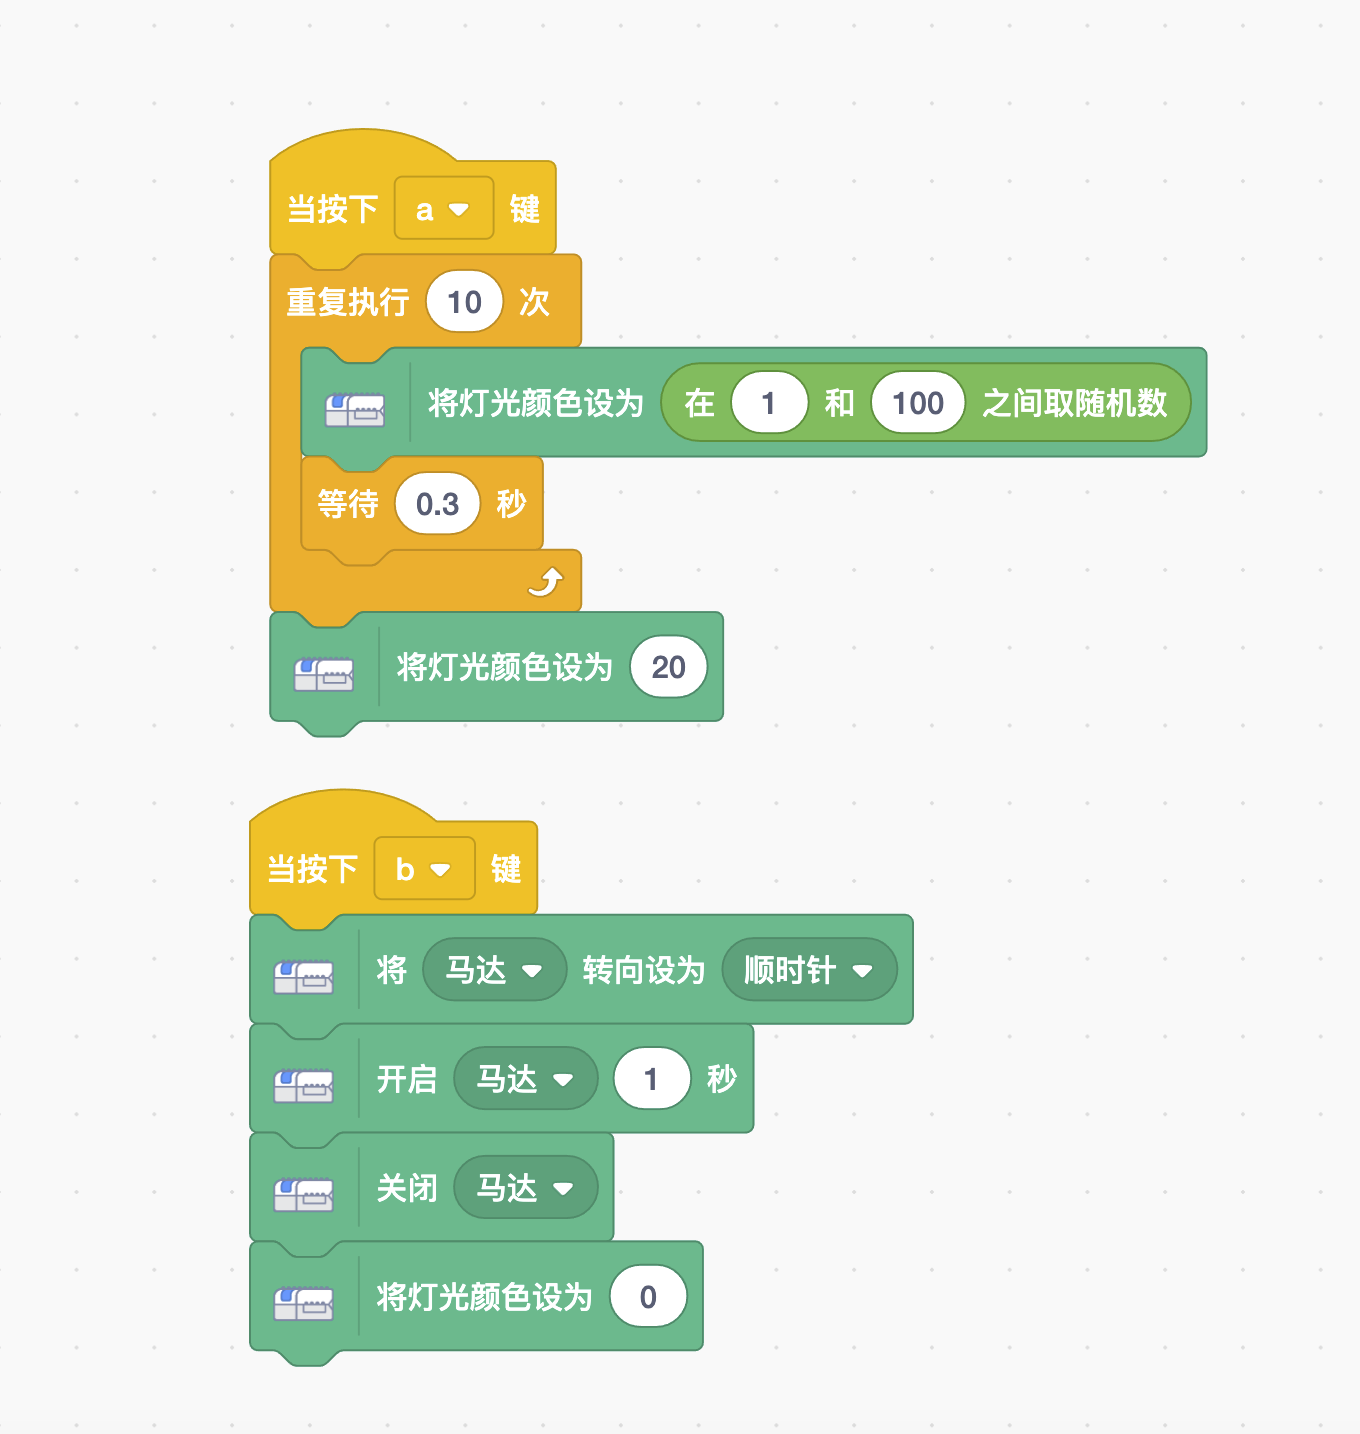 当按下 a 键
重复执行 10 次
将灯光颜色设为 在 1 和 100 之间取随机数
等待 0.3 秒
将灯光颜色设为 20
当按下 b 键
将 马达 转向设为 顺时针
开启 马达 1 秒
关闭 马达
将灯光颜色设为 0